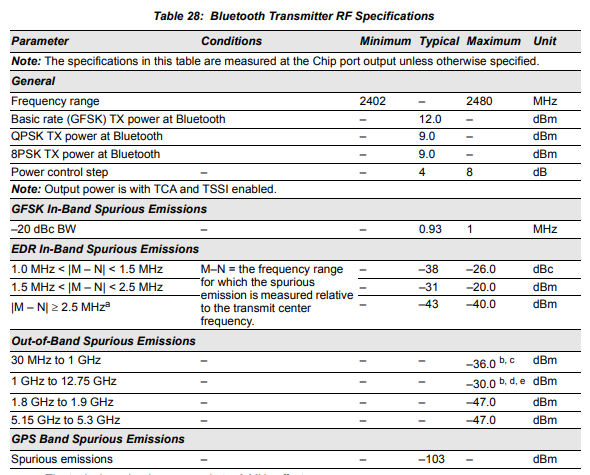 Table 28: Bluetooth Transmitter RF Specifications
Parameter Conditions Minimum Typical Maximum Unit
Note: The specifications in this table are measured at the Chip port output unless otherwise specified.
General
Frequency range 2402 – 2480 MHz
Basic rate (GFSK) TX power at Bluetooth – 12.0 – dBm
QPSK TX power at Bluetooth – 9.0 – dBm
8PSK TX power at Bluetooth – 9.0 – dBm
Power control step – – 4 8 dB
Note: Output power is with TCA and TSSI enabled.
GFSK In-Band Spurious Emissions
–20 dBc BW – – 0.93 1 MHz
EDR In-Band Spurious Emissions
1.0 MHz < |M – N| < 1.5 MHz M–N = the frequency range – –38 –26.0 dBc
1.5 MHz < |M – N| < 2.5 MHz for which the spurious emission is measured relative – –31 –20.0 dBm
|M – N| ≥ 2.5 MHzᵃ to the transmit center frequency. – –43 –40.0 dBm
Out-of-Band Spurious Emissions
30 MHz to 1 GHz – – – –36.0 b, c dBm
1 GHz to 12.75 GHz – – – –30.0 b, d, e dBm
1.8 GHz to 1.9 GHz – – – –47.0 dBm
5.15 GHz to 5.3 GHz – – – –47.0 dBm
GPS Band Spurious Emissions
Spurious emissions – – –103 – dBm